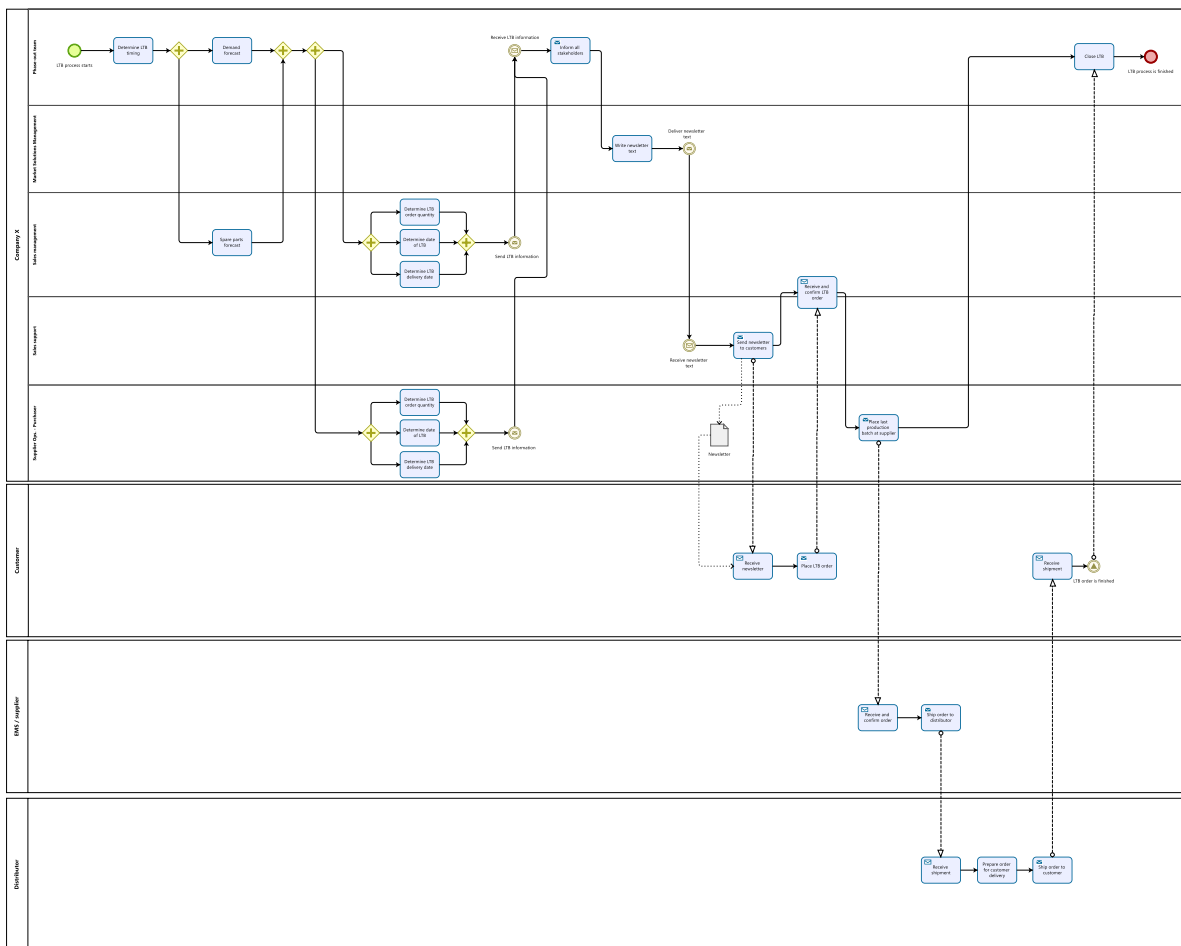 Company X
Phase-out team
LTB process starts
Determine LTB
timing
Demand
forecast
Receive LTB information
Inform all
stakeholders
Close LTB
LTB process is finished
Market Solutions Management
Write newsletter
text
Deliver newsletter
text
Sales management
Spare parts
forecast
Determine LTB
order quantity
Determine date
of LTB
Determine LTB
delivery date
Send LTB information
Receive and
confirm LTB
order
Sales support
Receive newsletter
text
Send newsletter
to customers
Supplier Ops. - Purchaser
Determine LTB
order quantity
Determine date
of LTB
Determine LTB
delivery date
Send LTB information
Newsletter
Place last
production
batch at supplier
Customer
Receive
newsletter
Place LTB order
Receive
shipment
LTB order is finished
EMS / supplier
Receive and
confirm order
Ship order to
distributor
Distributor
Receive
shipment
Prepare order
for customer
delivery
Ship order to
customer